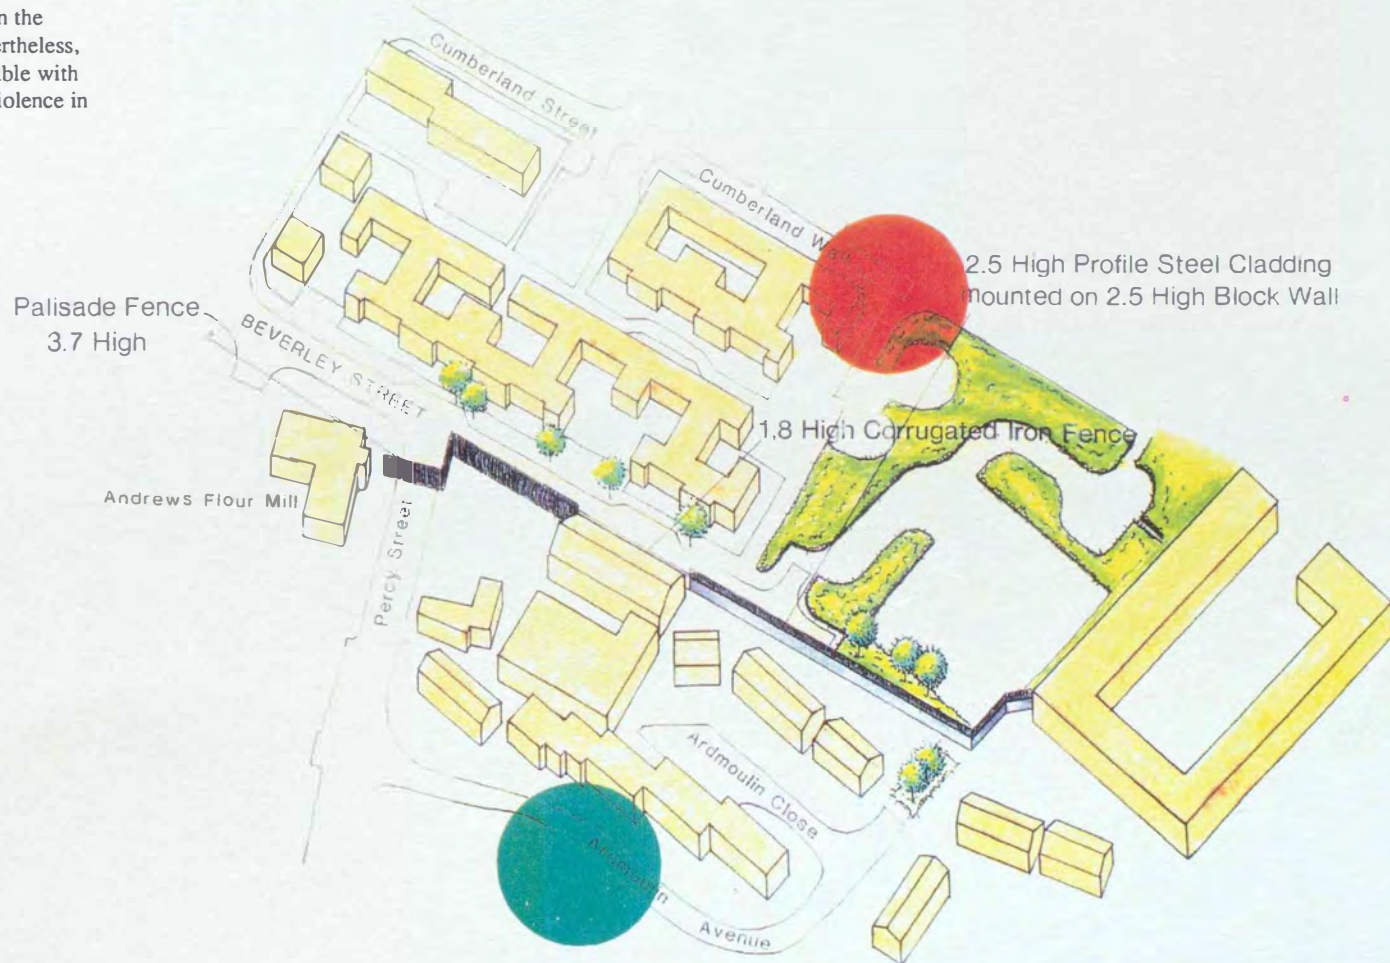 n the
rtheless,
ble with
iolence in
Cumberland Street
Cumberland
2.5 High Profile Steel Cladding
mounted on 2.5 High Block Wall
Palisade Fence
3.7 High
BEVERLEY STREET
1.8 High Corrugated Iron Fence
Andrews Flour Mill
Percy Street
Ardmoulin Close
Ardmoulin
Avenue